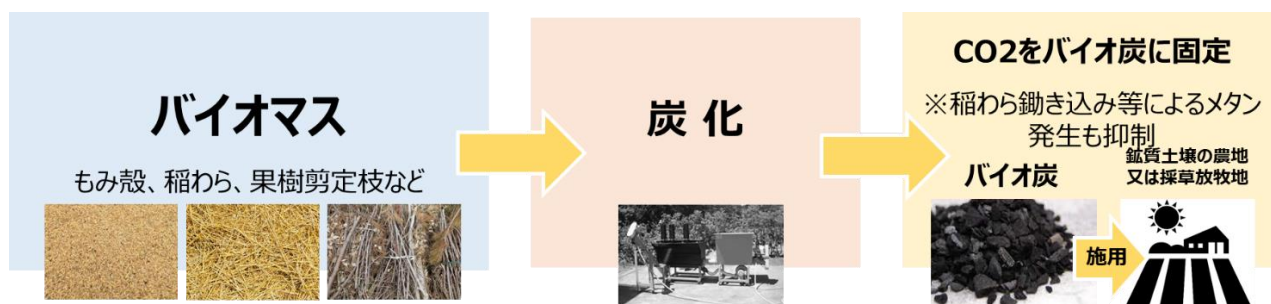 バイオマス
もみ殻、稲わら、果樹剪定枝など
炭化
CO2をバイオ炭に固定
※稲わら鋤き込み等によるメタン
発生も抑制
バイオ炭
鉱質土壌の農地
又は採草放牧地
施用